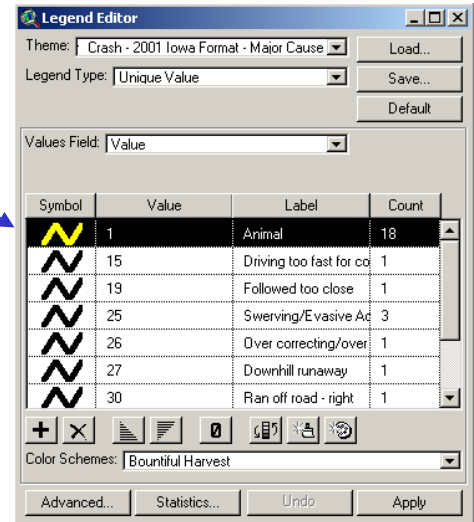 Legend Editor
Theme: Crash - 2001 Iowa Format - Major Cause Load...
Legend Type: Unique Value Save...
Default
Values Field: Value
Symbol Value Label Count
1 Animal 18
15 Driving too fast for co 1
19 Followed too close 1
25 Swerving/Evasive Ac 3
26 Over correcting/over 1
27 Downhill runaway 1
30 Ran off road - right 1
0
Color Schemes: Bountiful Harvest
Advanced... Statistics... Undo Apply